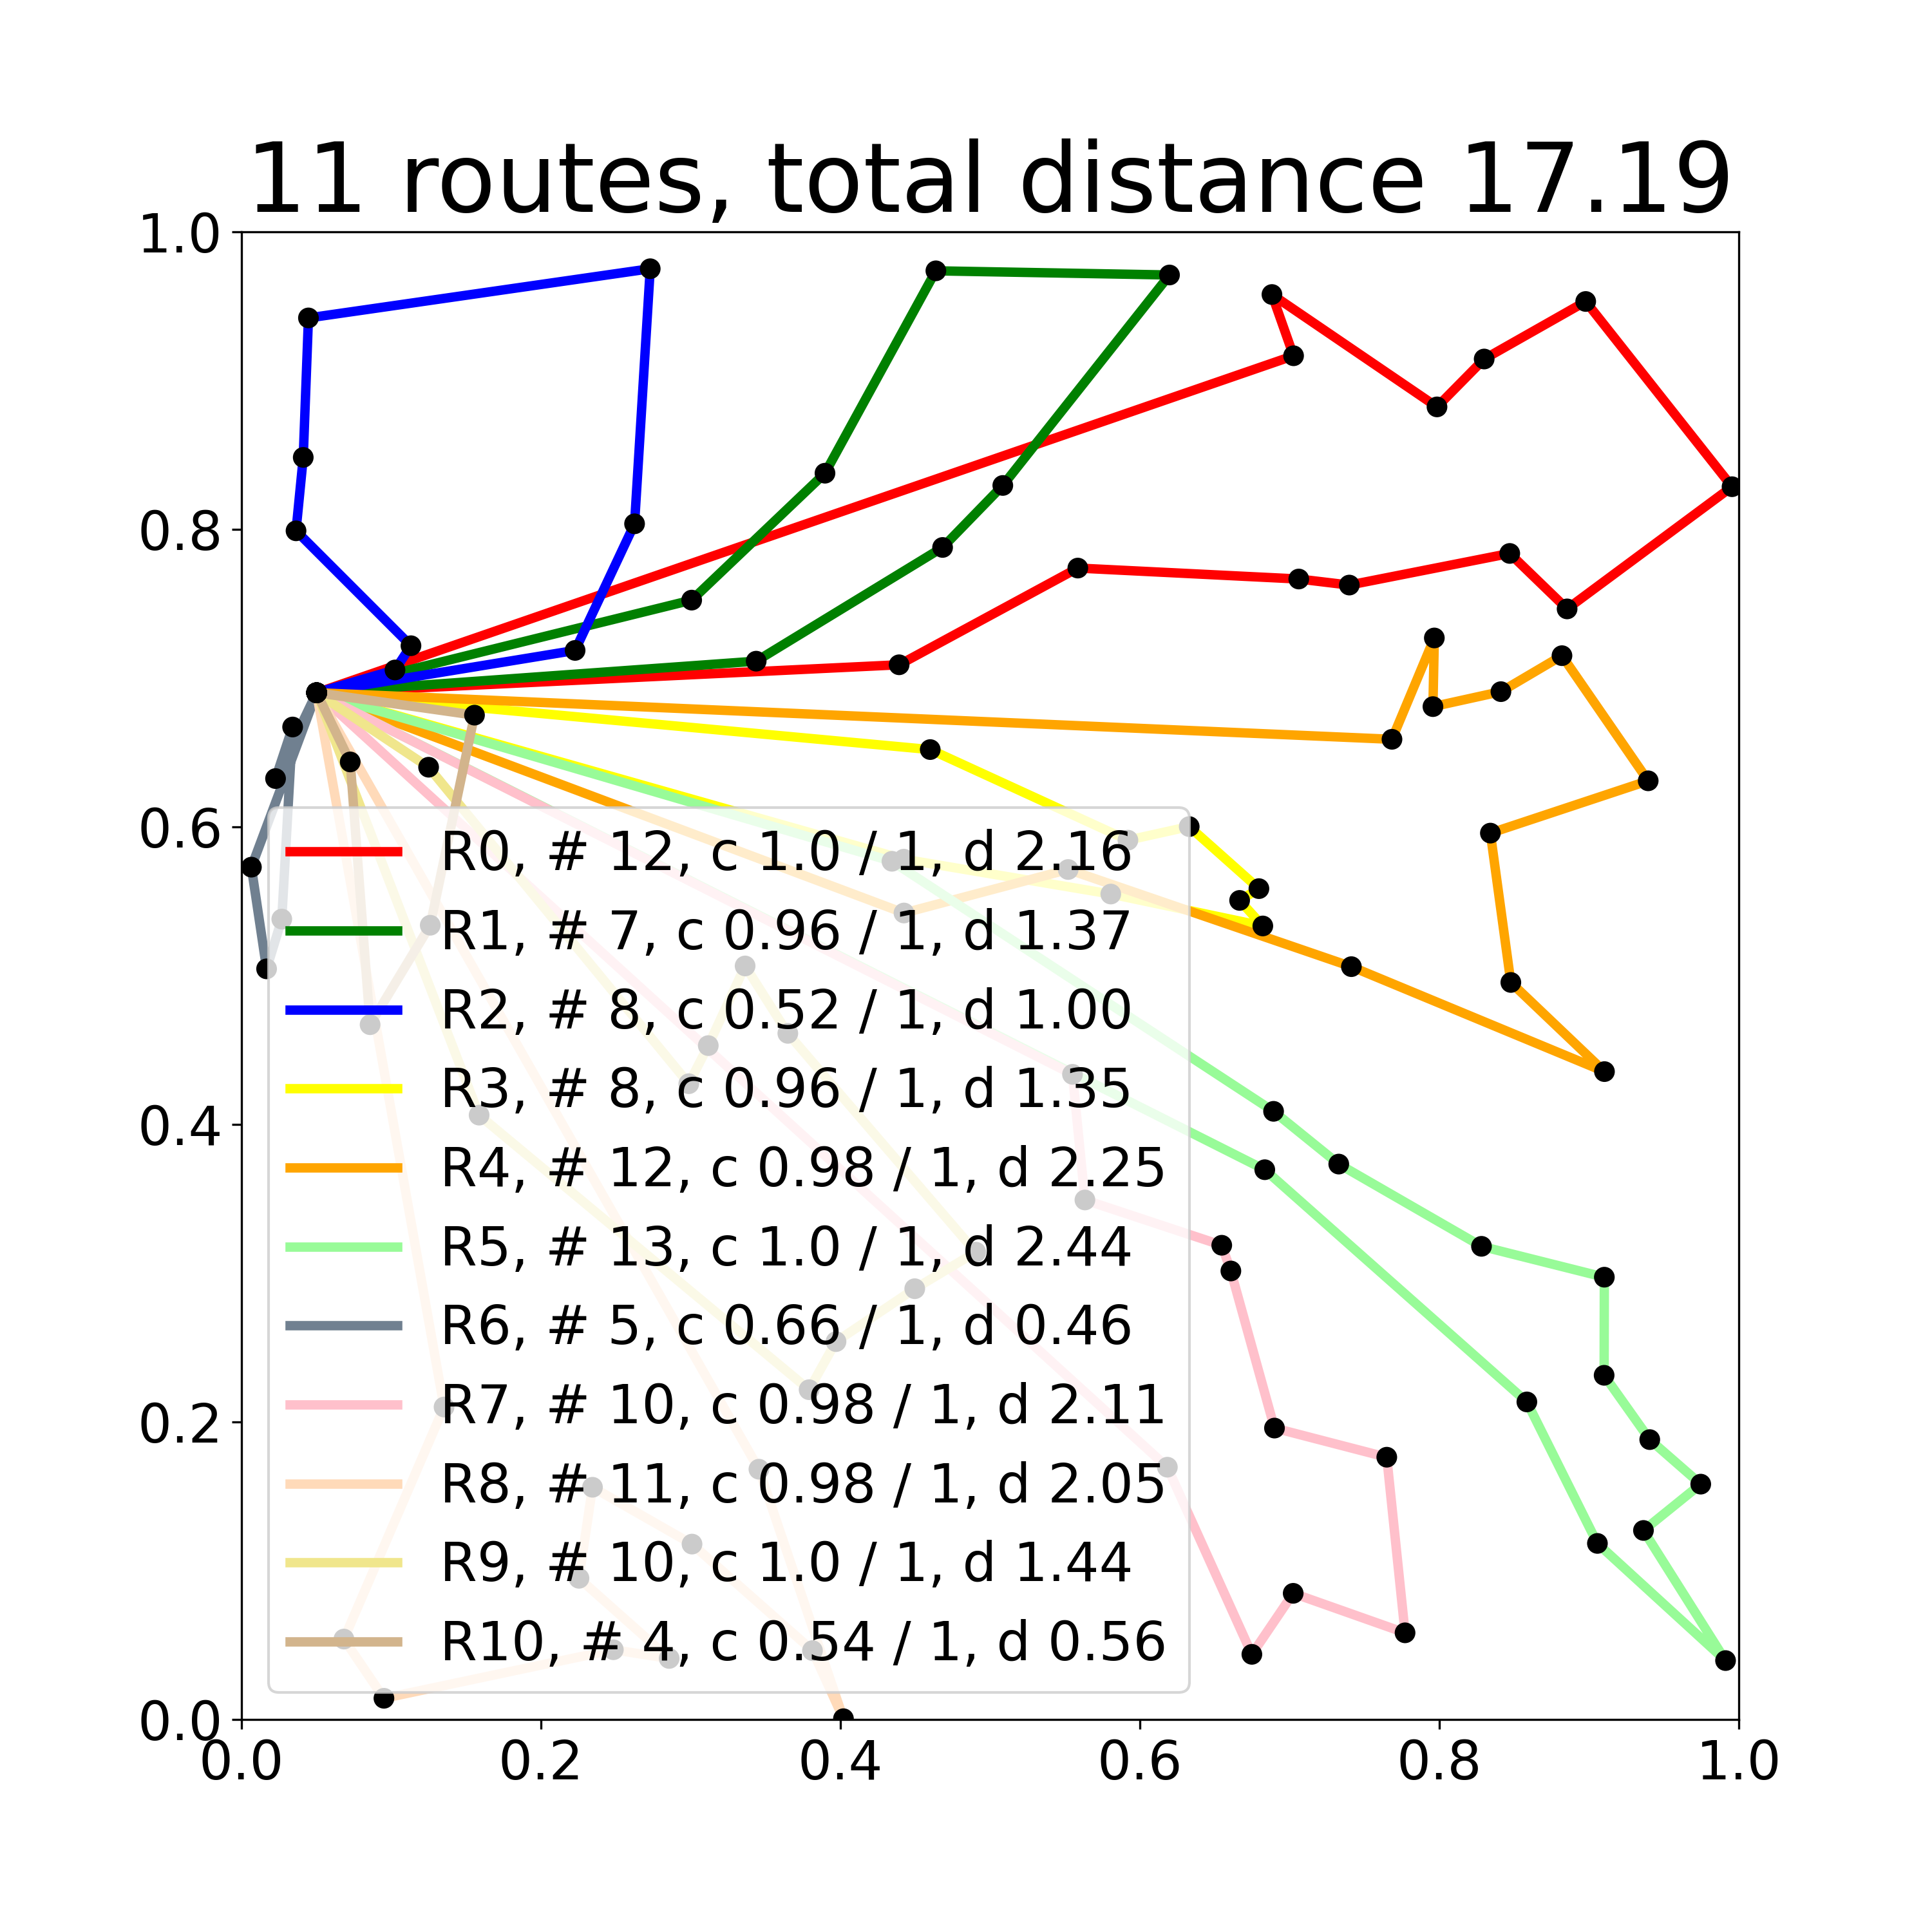 11 routes, total distance 17.19
1.0
0.8
0.6
0.4
0.2
0.0
R0, # 12, c 1.0 / 1, d 2.16
R1, # 7, c 0.96 / 1, d 1.37
R2, # 8, c 0.52 / 1, d 1.00
R3, # 8, c 0.96 / 1, d 1.35
R4, # 12, c 0.98 / 1, d 2.25
R5, # 13, c 1.0 / 1, d 2.44
R6, # 5, c 0.66 / 1, d 0.46
R7, # 10, c 0.98 / 1, d 2.11
R8, # 11, c 0.98 / 1, d 2.05
R9, # 10, c 1.0 / 1, d 1.44
R10, # 4, c 0.54 / 1, d 0.56
0.0 0.2 0.4 0.6 0.8 1.0